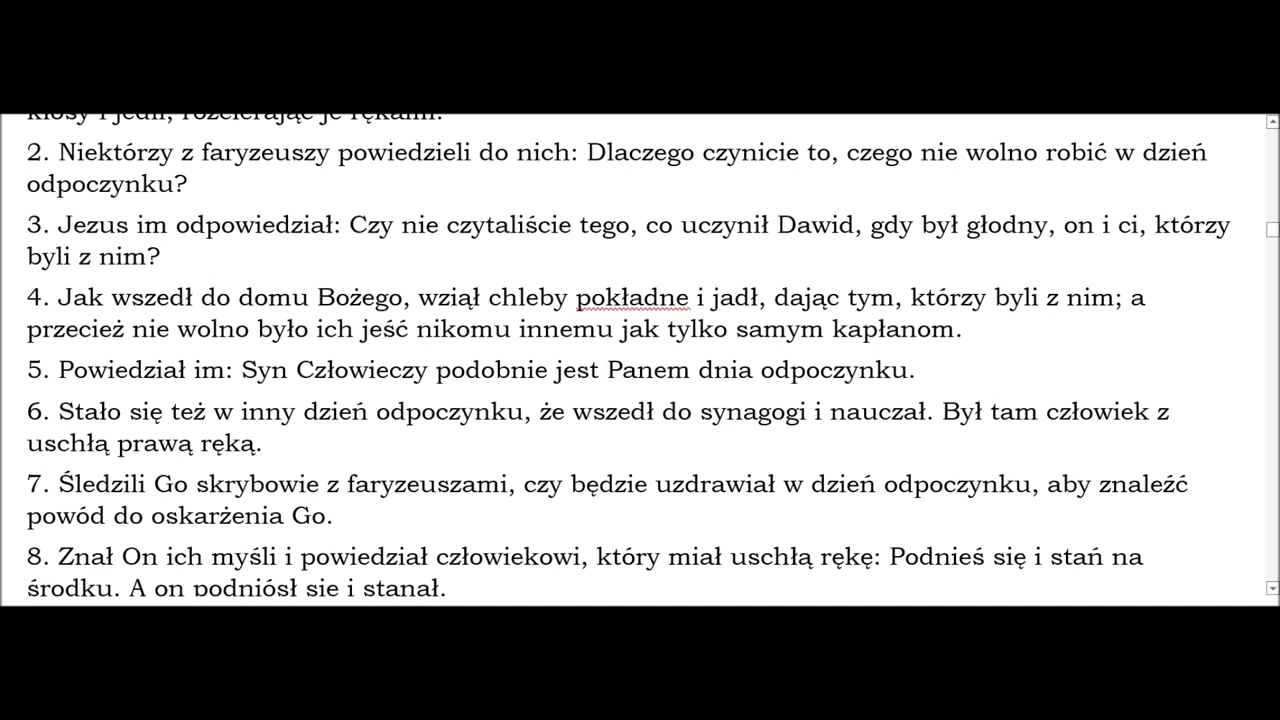 kłosy i jedli, rozcierając je rękami.
2. Niektórzy z faryzeuszy powiedzieli do nich: Dlaczego czynicie to, czego nie wolno robić w dzień
odpoczynku?
3. Jezus im odpowiedział: Czy nie czytaliście tego, co uczynił Dawid, gdy był głodny, on i ci, którzy
byli z nim?
4. Jak wszedł do domu Bożego, wziął chleby pokładne i jadł, dając tym, którzy byli z nim; a
przecież nie wolno było ich jeść nikomu innemu jak tylko samym kapłanom.
5. Powiedział im: Syn Człowieczy podobnie jest Panem dnia odpoczynku.
6. Stało się też w inny dzień odpoczynku, że wszedł do synagogi i nauczał. Był tam człowiek z
uschłą prawą ręką.
7. Śledzili Go skrybowie z faryzeuszami, czy będzie uzdrawiał w dzień odpoczynku, aby znaleźć
powód do oskarżenia Go.
8. Znał On ich myśli i powiedział człowiekowi, który miał uschłą rękę: Podnieś się i stań na
środku. A on podniósł się i stanął.